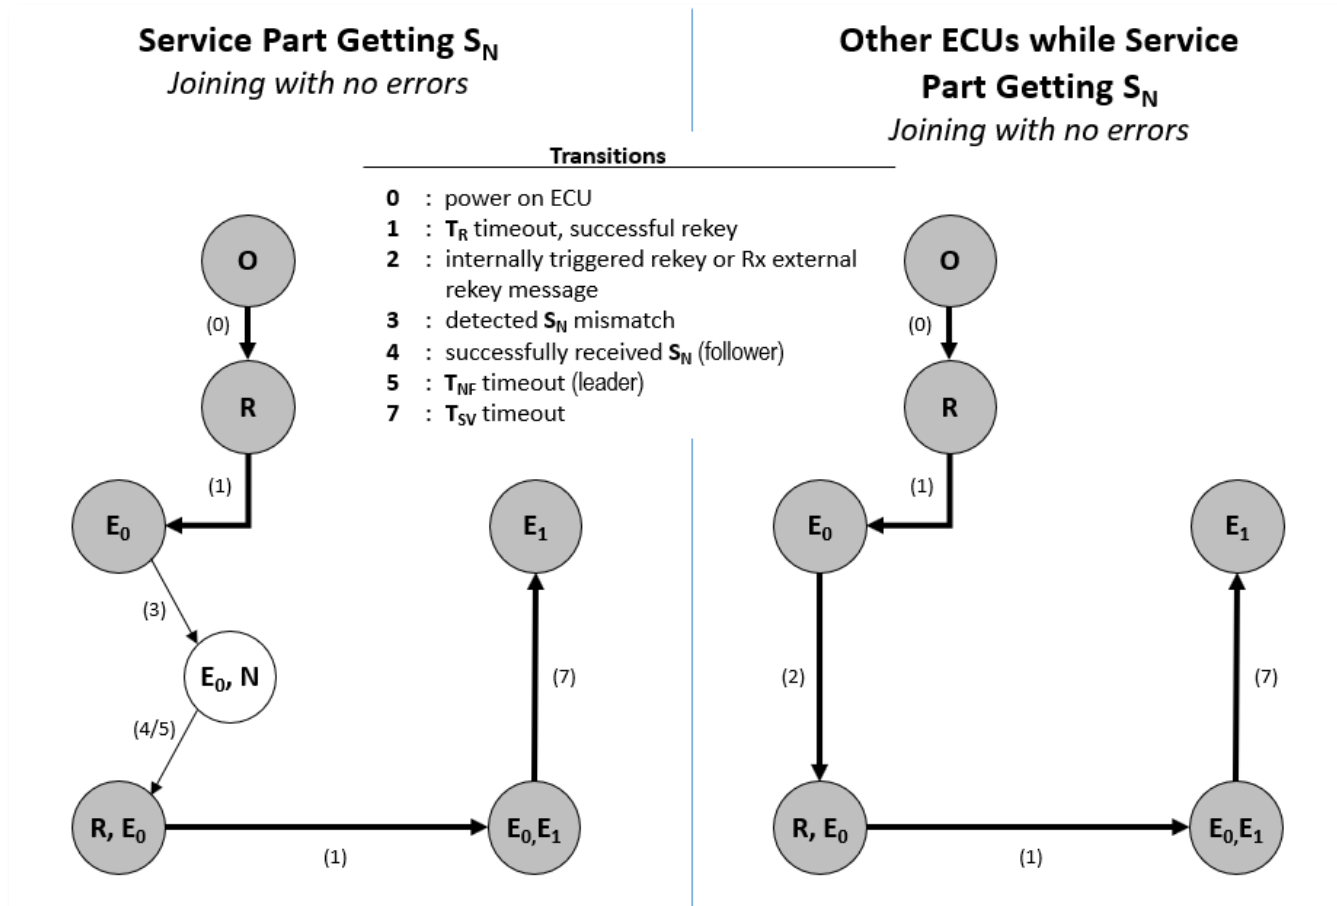 Service Part Getting SN
Joining with no errors
Other ECUs while Service
Part Getting SN
Joining with no errors
Transitions
0 : power on ECU
1 : TR timeout, successful rekey
2 : internally triggered rekey or Rx external
rekey message
3 : detected SN mismatch
4 : successfully received SN (follower)
5 : TNF timeout (leader)
7 : TSV timeout
O
(0)
R
(1)
E0
E1
(3)
E0, N
(7)
(4/5)
R, E0
E0,E1
(1)
O
(0)
R
(1)
E0
E1
(2)
(7)
R, E0
E0,E1
(1)